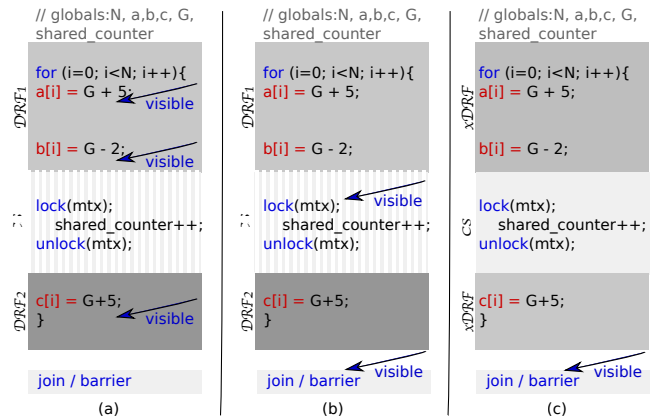 // globals:N, a,b,c, G,
shared_counter
DRF1
for (i=0; i<N; i++){
a[i] = G + 5;
visible
b[i] = G - 2;
visible
lock(mtx);
shared_counter++;
unlock(mtx);
DRF2
c[i] = G+5;
}
visible
join / barrier
(a)
// globals:N, a,b,c, G,
shared_counter
DRF1
for (i=0; i<N; i++){
a[i] = G + 5;
b[i] = G - 2;
visible
lock(mtx);
shared_counter++;
unlock(mtx);
DRF2
c[i] = G+5;
}
visible
join / barrier
(b)
// globals:N, a,b,c, G,
shared_counter
xDRF
for (i=0; i<N; i++){
a[i] = G + 5;
b[i] = G - 2;
CS
lock(mtx);
shared_counter++;
unlock(mtx);
xDRF
c[i] = G+5;
}
visible
join / barrier
(c)